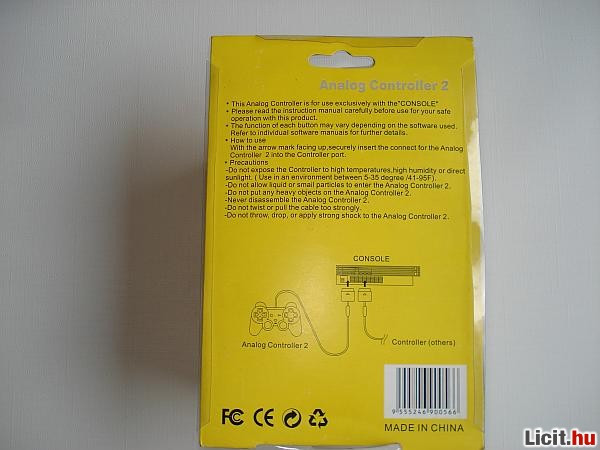 Analog Controller 2
• This Analog Controller is for use exclusively with the"CONSOLE"
• Please read the instruction manual carefully before use for your safe
operation with this product.
• The function of each button may vary depending on the software used.
Refer to individual software manuals for further details.
• How to use
With the arrow mark facing up,securely insert the connect for the Analog
Controller 2 into the Controller port.
• Precautions
-Do not expose the Controller to high temperatures,high humidity or direct
sunlight. ( Use in an environment between 5-35 degree /41-95F).
-Do not allow liquid or small particles to enter the Analog Controller 2.
-Do not put any heavy objects on the Analog Controller 2.
-Never disassemble the Analog Controller 2.
-Do not twist or pull the cable too strongly.
-Do not throw, drop, or apply strong shock to the Analog Controller 2.
CONSOLE
Analog Controller 2
Controller (others)
9 555246 900566
FC CE
MADE IN CHINA
Licit.hu